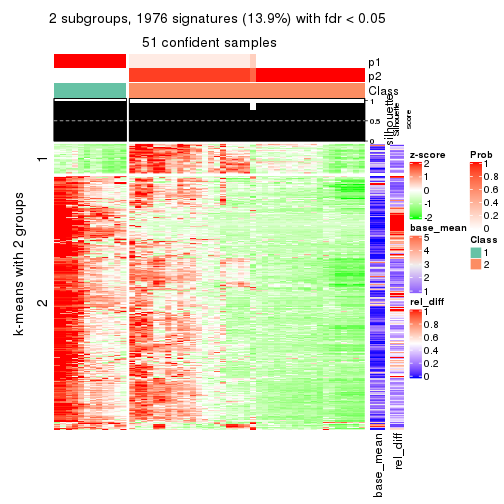 2 subgroups, 1976 signatures (13.9%) with fdr < 0.05
51 confident samples
p1
p2
Class
1
0.5
0
silhouette
Silhouette
score
k-means with 2 groups
1
2
z-score
2
1
0
-1
-2
base_mean
5
4
3
2
1
rel_diff
1
0.8
0.6
0.4
0.2
0
Prob
1
0.8
0.6
0.4
0.2
0
Class
1
2
base_mean
rel_diff